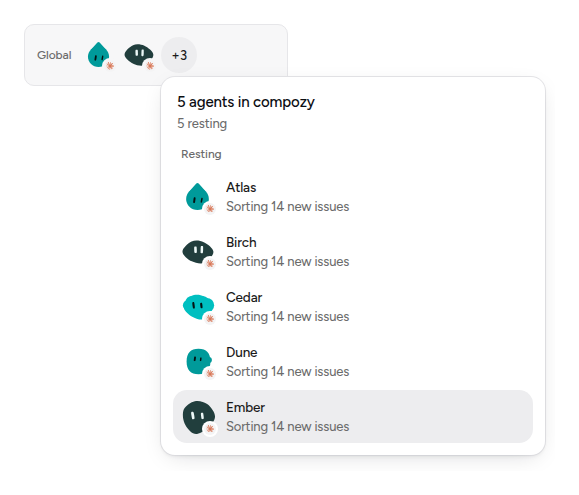 Global
+3
5 agents in compozy
5 resting
Resting
Atlas
Sorting 14 new issues
Birch
Sorting 14 new issues
Cedar
Sorting 14 new issues
Dune
Sorting 14 new issues
Ember
Sorting 14 new issues